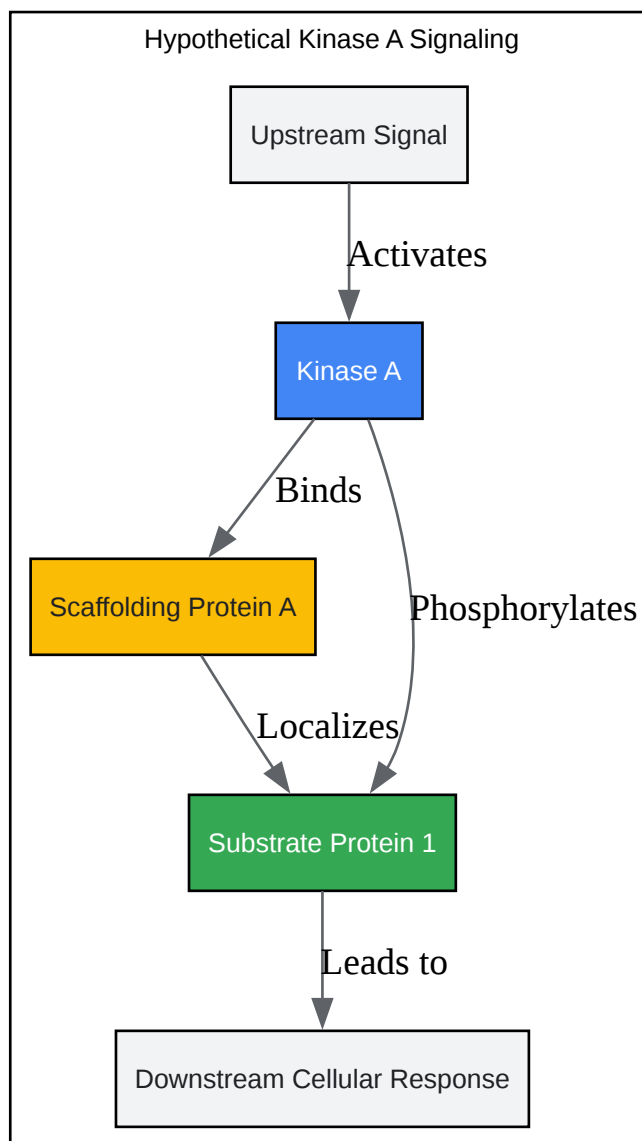 Hypothetical Kinase A Signaling
Upstream Signal
Activates
Kinase A
Binds
Scaffolding Protein A
Phosphorylates
Localizes
Substrate Protein 1
Leads to
Downstream Cellular Response